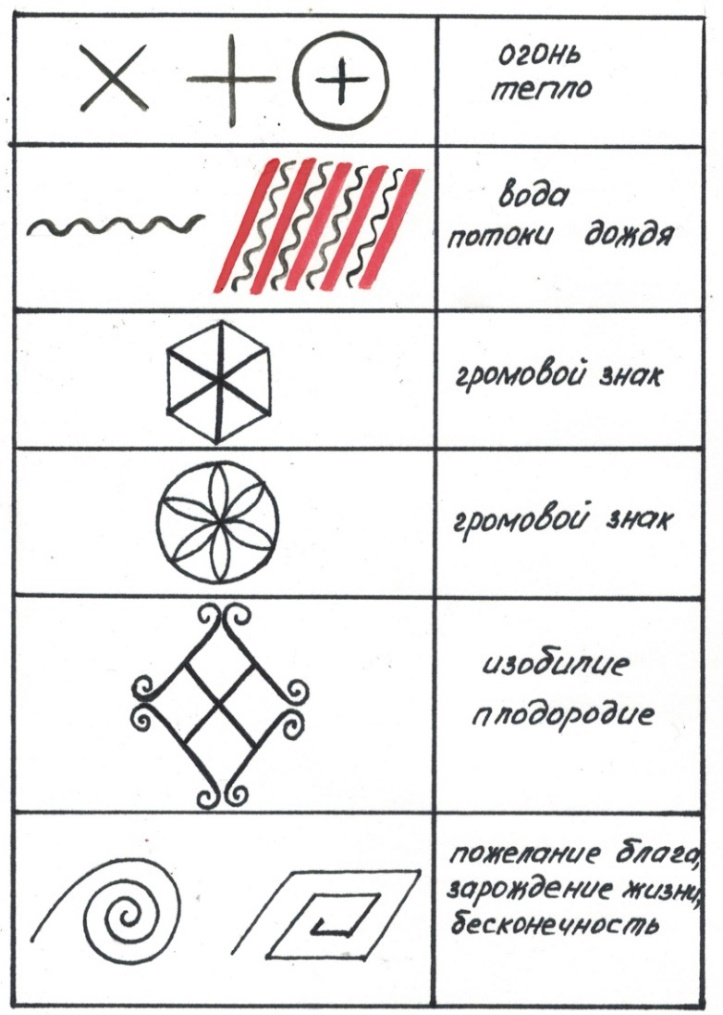 огонь
тепло
вода
потоки дождя
громовой знак
громовой знак
изобилие
плодородие
пожелание блага,
зарождение жизни,
бесконечность